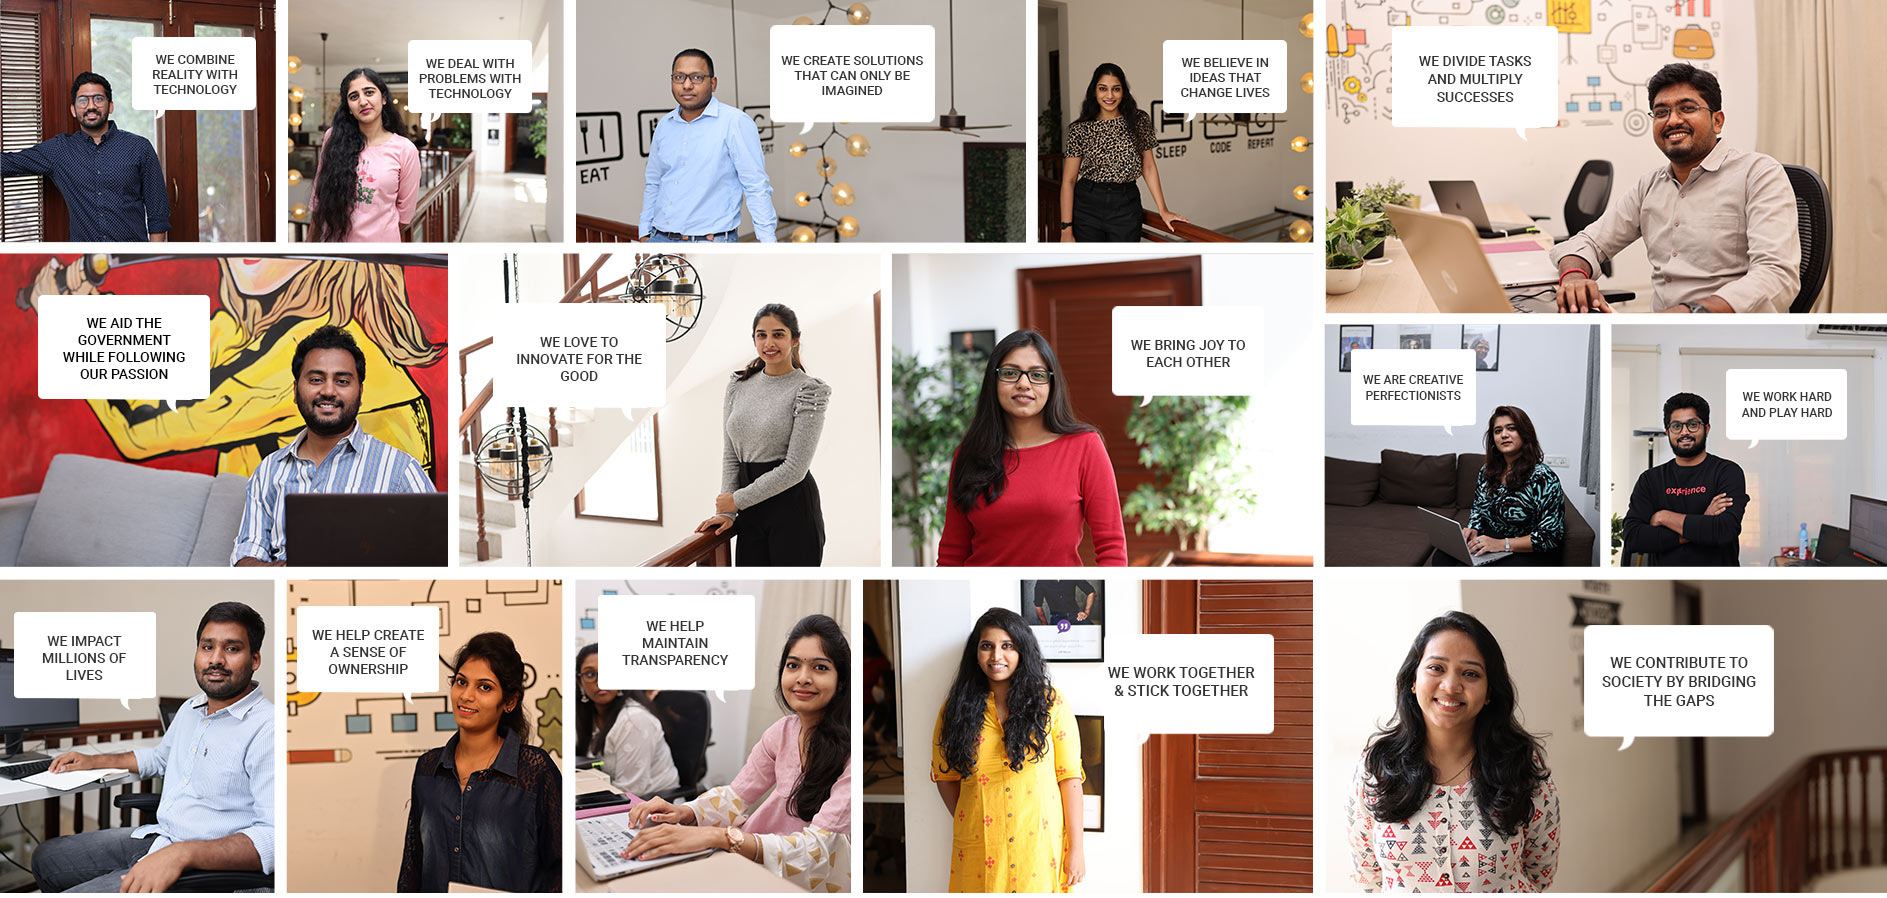 WE COMBINE
REALITY WITH
TECHNOLOGY
WE DEAL WITH
PROBLEMS WITH
TECHNOLOGY
WE CREATE SOLUTIONS
THAT CAN ONLY BE
IMAGINED
EAT
WE BELIEVE IN
IDEAS THAT
CHANGE LIVES
SLEEP CODE REPEAT
WE DIVIDE TASKS
AND MULTIPLY
SUCCESSES
WE AID THE
GOVERNMENT
WHILE FOLLOWING
OUR PASSION
WE LOVE TO
INNOVATE FOR THE
GOOD
WE BRING JOY TO
EACH OTHER
WE ARE CREATIVE
PERFECTIONISTS
WE WORK HARD
AND PLAY HARD
WE IMPACT
MILLIONS OF
LIVES
WE HELP CREATE
A SENSE OF
OWNERSHIP
WE HELP
MAINTAIN
TRANSPARENCY
WE WORK TOGETHER
& STICK TOGETHER
WE CONTRIBUTE TO
SOCIETY BY BRIDGING
THE GAPS